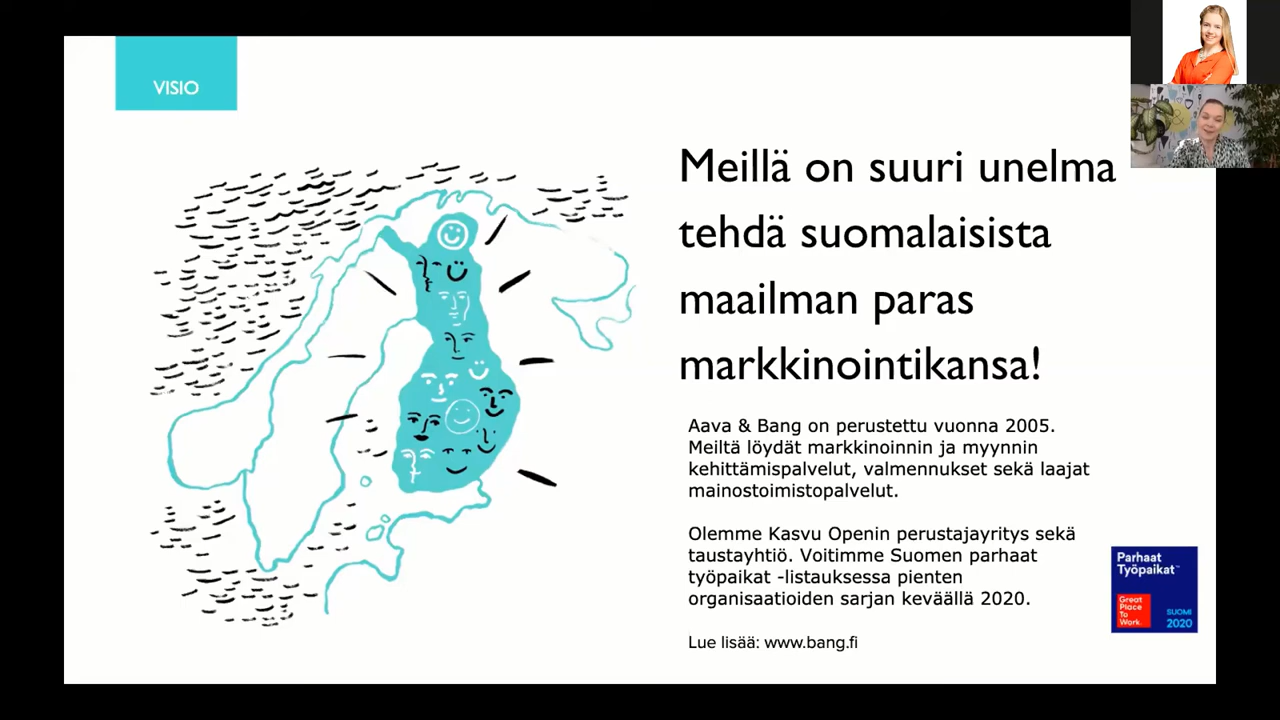 VISIO
Meillä on suuri unelma
tehdä suomalaisista
maailman paras
markkinointikansa!
Aava & Bang on perustettu vuonna 2005.
Meiltä löydät markkinoinnin ja myynnin
kehittämispalvelut, valmennukset sekä laajat
mainostoimistopalvelut.
Olemme Kasvu Openin perustajayritys sekä
taustayhtiö. Voitimme Suomen parhaat
työpaikat -listauksessa pienten
organisaatioiden sarjan keväällä 2020.
Lue lisää: www.bang.fi
Parhaat
Työpaikat™
Great
Place
To
Work.
SUOMI
2020